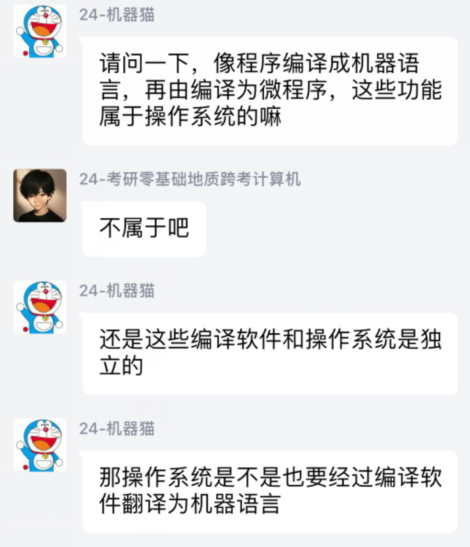 24-机器猫
请问一下，像程序编译成机器语
言，再由编译为微程序，这些功能
属于操作系统的嘛
24-考研零基础地质跨考计算机
不属于吧
24-机器猫
还是这些编译软件和操作系统是独
立的
24-机器猫
那操作系统是不是也要经过编译软
件翻译为机器语言